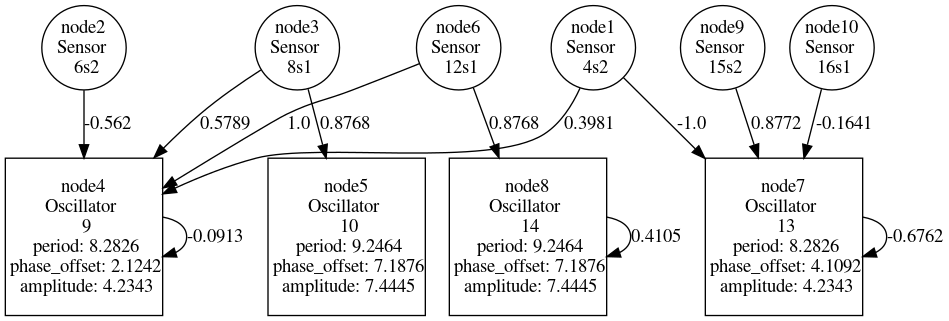 node2
Sensor
6s2
node3
Sensor
8s1
node6
Sensor
12s1
node1
Sensor
4s2
node9
Sensor
15s2
node10
Sensor
16s1
-0.562
0.5789
1.0
0.8768
0.8768
0.3981
-1.0
0.8772
-0.1641
node4
Oscillator
9
period: 8.2826
phase_offset: 2.1242
amplitude: 4.2343
-0.0913
node5
Oscillator
10
period: 9.2464
phase_offset: 7.1876
amplitude: 7.4445
node8
Oscillator
14
period: 9.2464
phase_offset: 7.1876
amplitude: 7.4445
0.4105
node7
Oscillator
13
period: 8.2826
phase_offset: 4.1092
amplitude: 4.2343
-0.6762